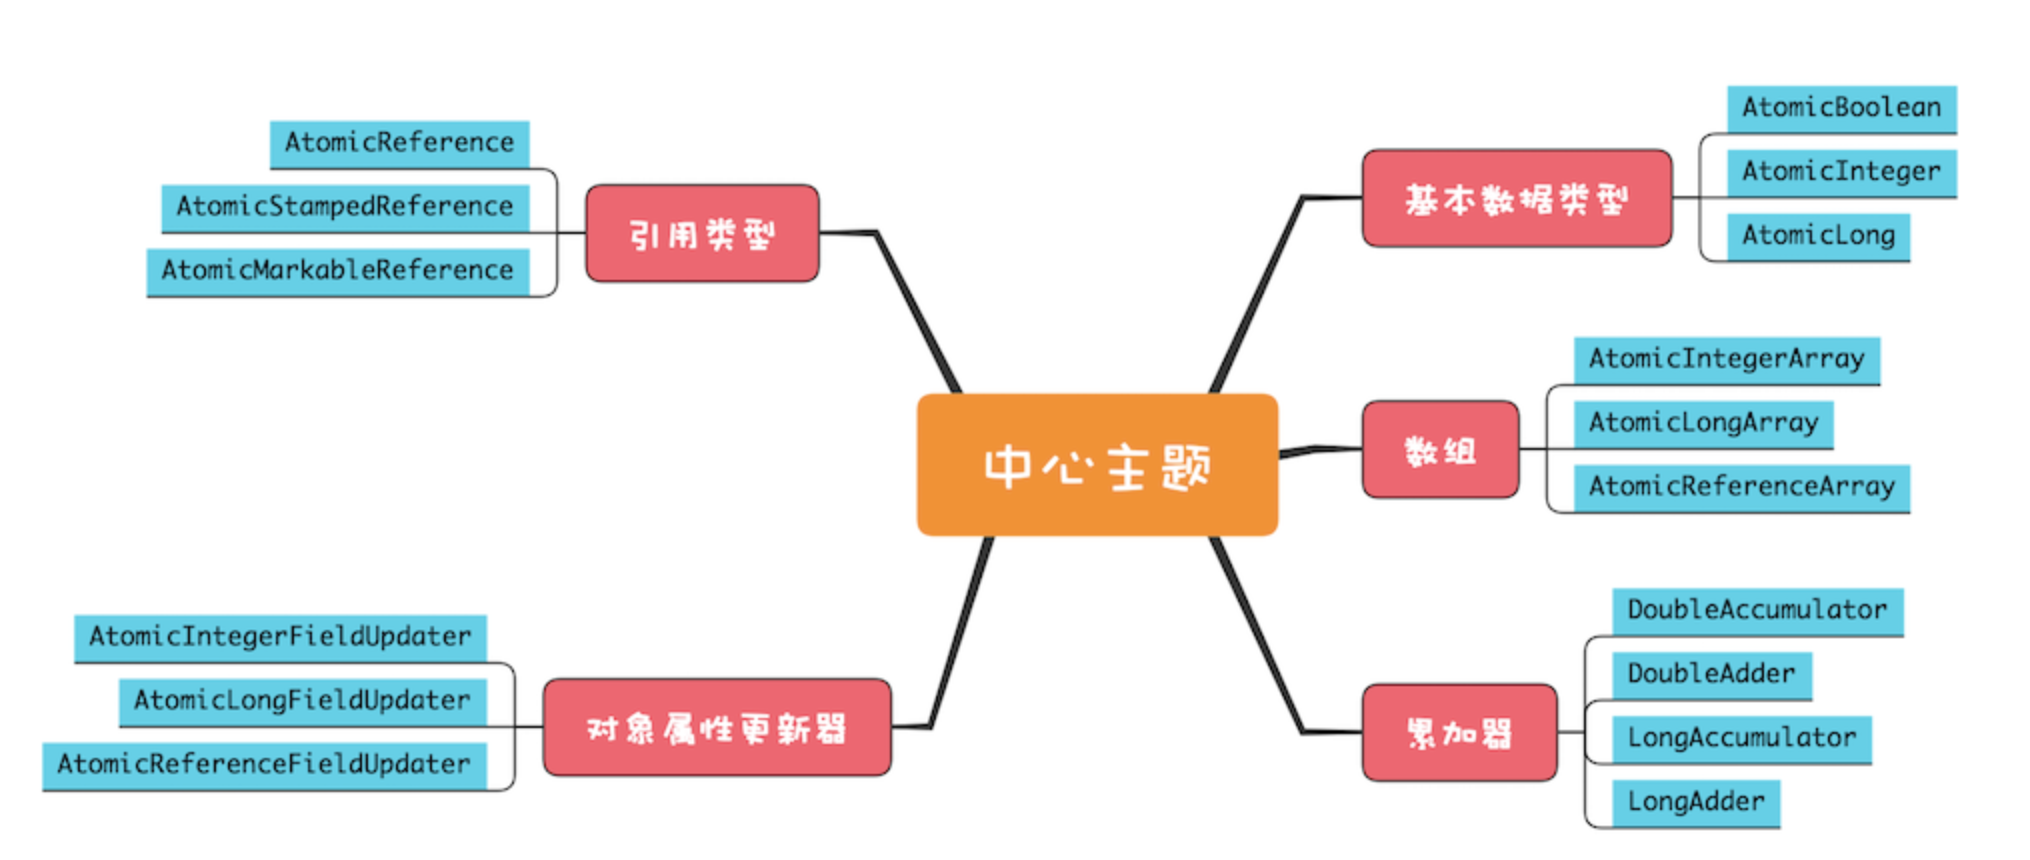 中心主题
基本数据类型
AtomicBoolean
AtomicInteger
AtomicLong
数组
AtomicIntegerArray
AtomicLongArray
AtomicReferenceArray
累加器
DoubleAccumulator
DoubleAdder
LongAccumulator
LongAdder
引用类型
AtomicReference
AtomicStampedReference
AtomicMarkableReference
对象属性更新器
AtomicIntegerFieldUpdater
AtomicLongFieldUpdater
AtomicReferenceFieldUpdater